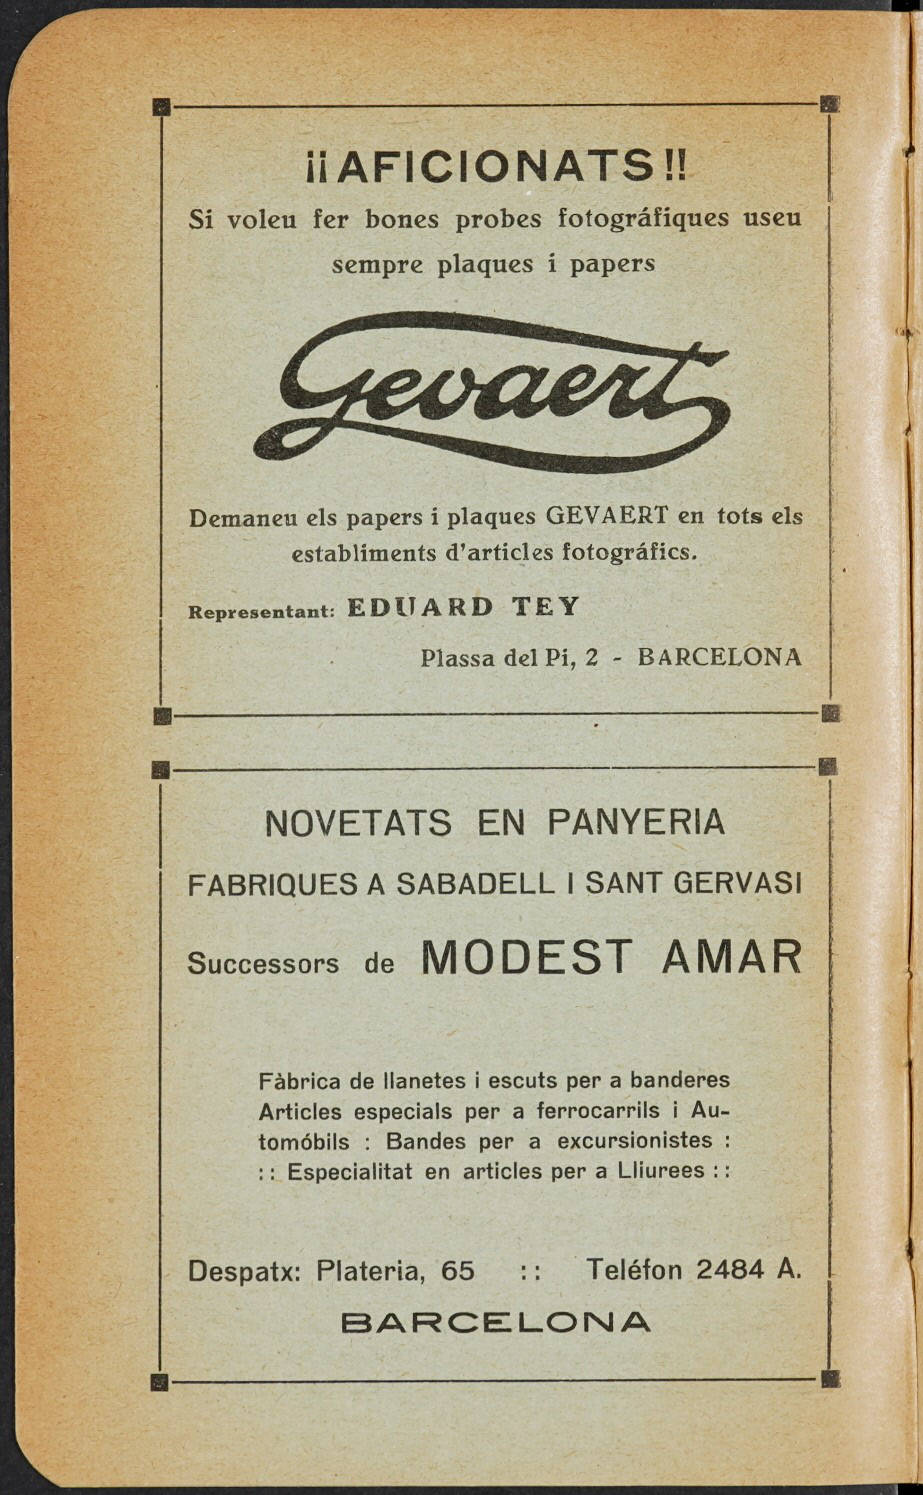 ¡¡AFICIONATS!!
Si voleu fer bones probes fotográfiques useu
sempre plaques i papers
Gevaert
Demaneu els papers i plaques GEVAERT en tots els
establiments d'articles fotográfics.
Representant: EDUARD TEY
Plassa del Pi, 2 - BARCELONA
NOVETATS EN PANYERIA
FABRIQUES A SABADELL I SANT GERVASI
Successors de MODEST AMAR
Fàbrica de llanetes i escuts per a banderes
Articles especials per a ferrocarrils i Au-
tomóbils : Bandes per a excursionistes :
:: Especialitat en articles per a Lliurees ::
Despatx: Plateria, 65 :: Teléfon 2484 A.
BARCELONA